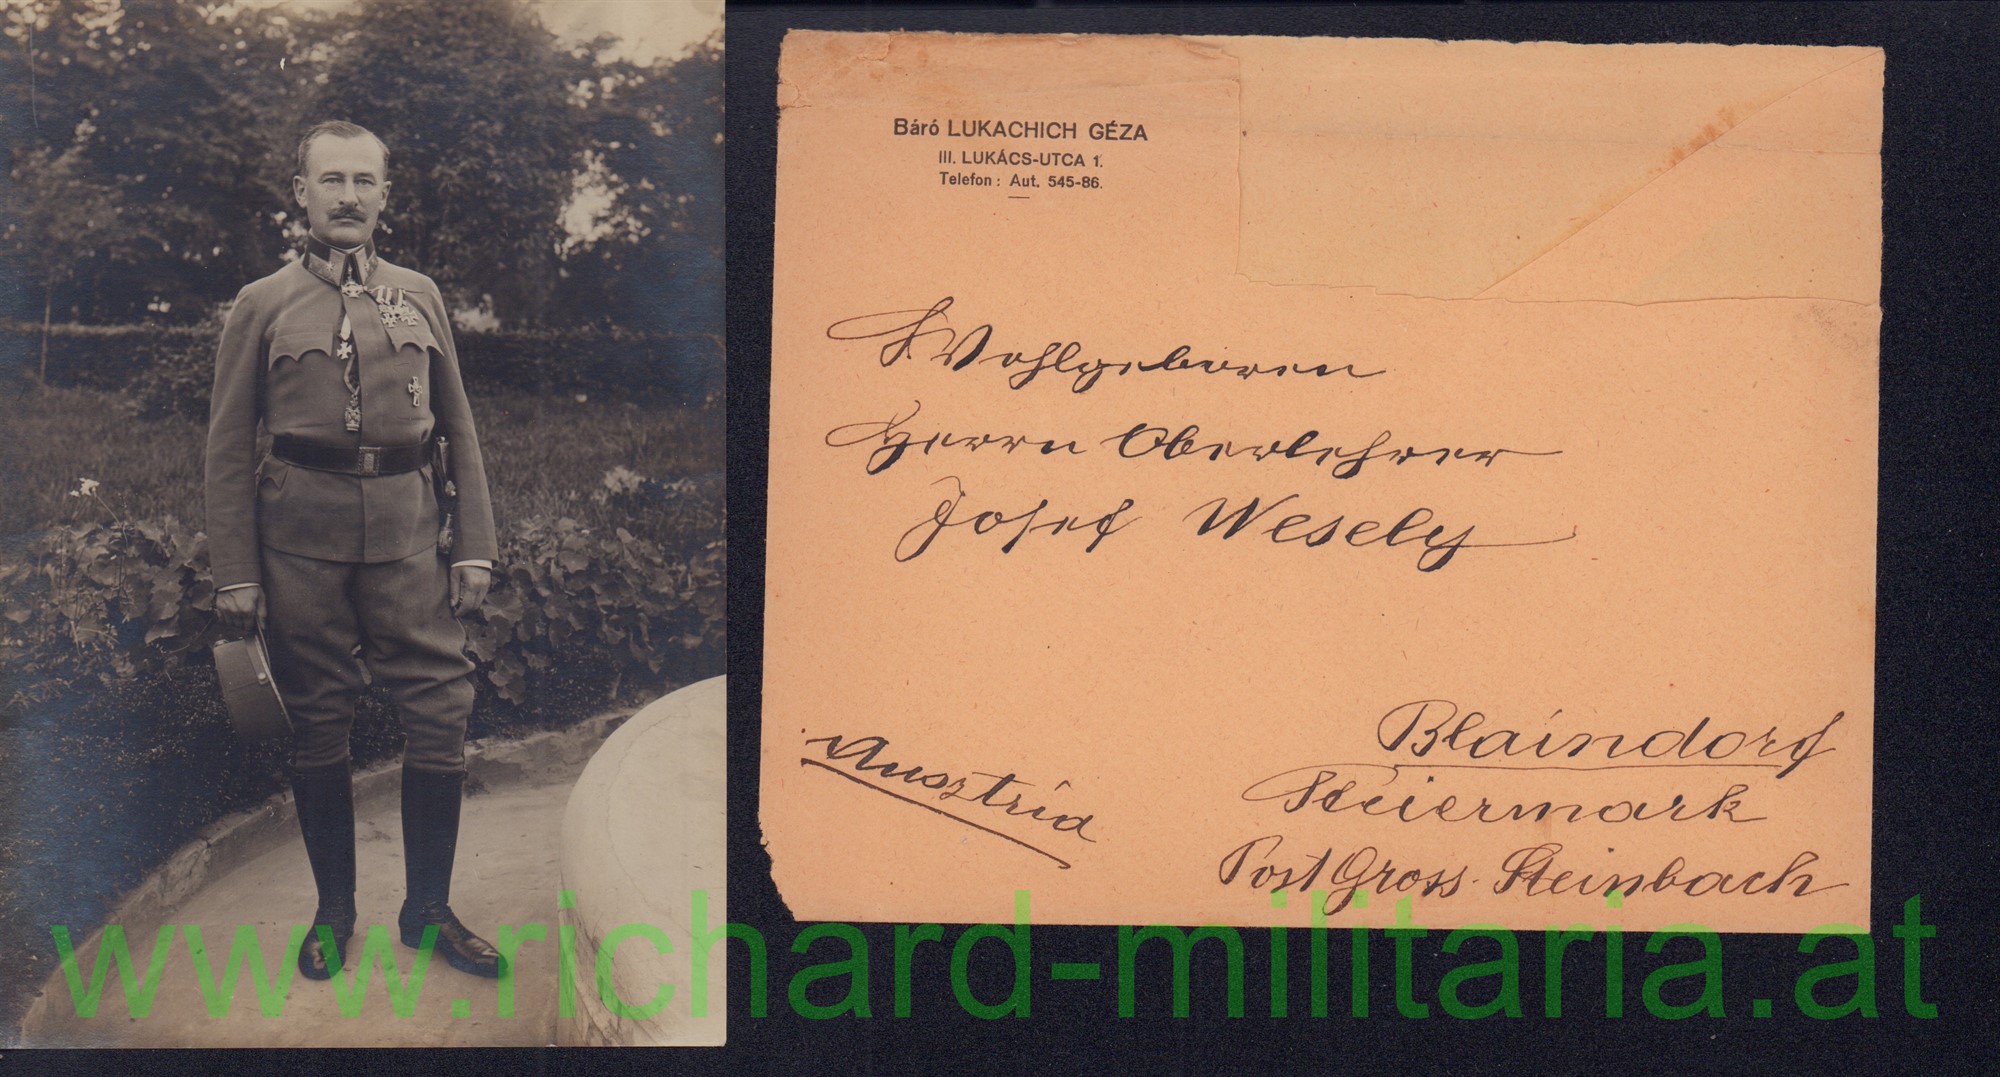 Báró LUKACHICH GÉZA
III. LUKÁCS-UTCA 1.
Telefon: Aut. 545-86.
S. Wohlgeboren
Herrn Oberlehrer
Josef Wesely
Blaindorf
Ausztria
Steiermark
Post Gross-Steinbach
www.richard-militaria.at